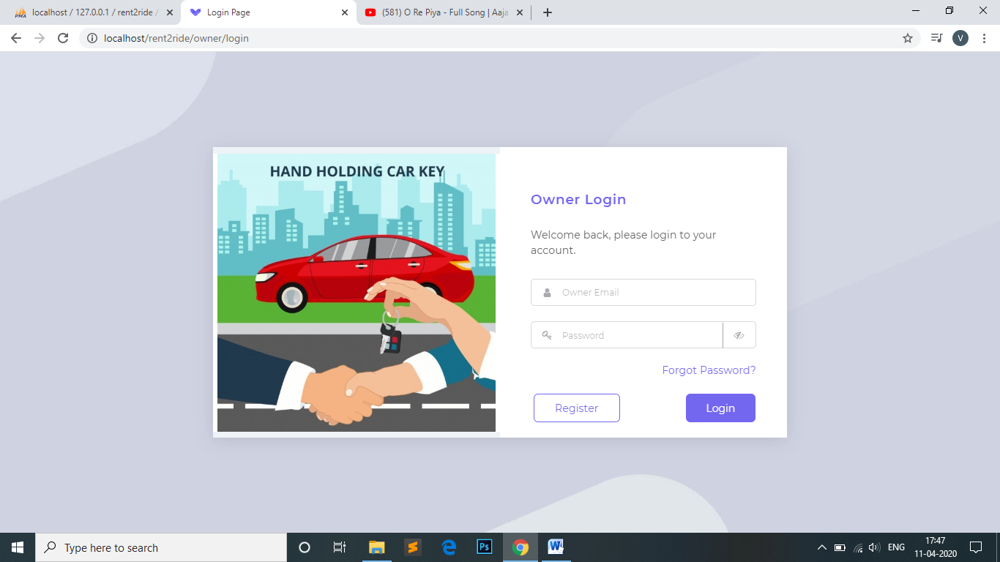 localhost / 127.0.0.1 / rent2ride /
Login Page
(581) O Re Piya - Full Song | Aaja
localhost/rent2ride/owner/login
V
HAND HOLDING CAR KEY
Owner Login
Welcome back, please login to your
account.
Owner Email
Password
Forgot Password?
Register
Login
Type here to search
Ps
W
ENG
17:47
11-04-2020